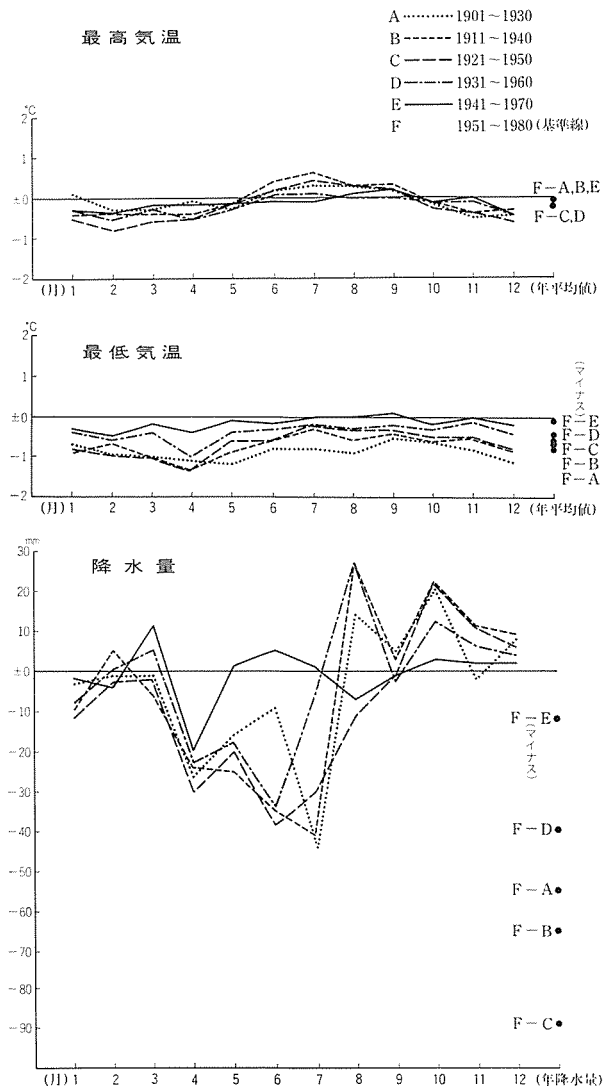 最高気温
A 1901～1930
B 1911～1940
C 1921～1950
D 1931～1960
E 1941～1970
F 1951～1980(基準線)
℃
2
1
±0
−1
−2
F−A,B,E
F−C,D
(月) 1 2 3 4 5 6 7 8 9 10 11 12 (年平均値)
最低気温
℃
2
1
±0
−1
−2
(マイナス)
F−E
F−D
F−C
F−B
F−A
(月) 1 2 3 4 5 6 7 8 9 10 11 12 (年平均値)
降水量
mm
30
20
10
±0
−10
−20
−30
−40
−50
−60
−70
−80
−90
F−E
(マイナス)
F−D
F−A
F−B
F−C
(月) 1 2 3 4 5 6 7 8 9 10 11 12 (年降水量)